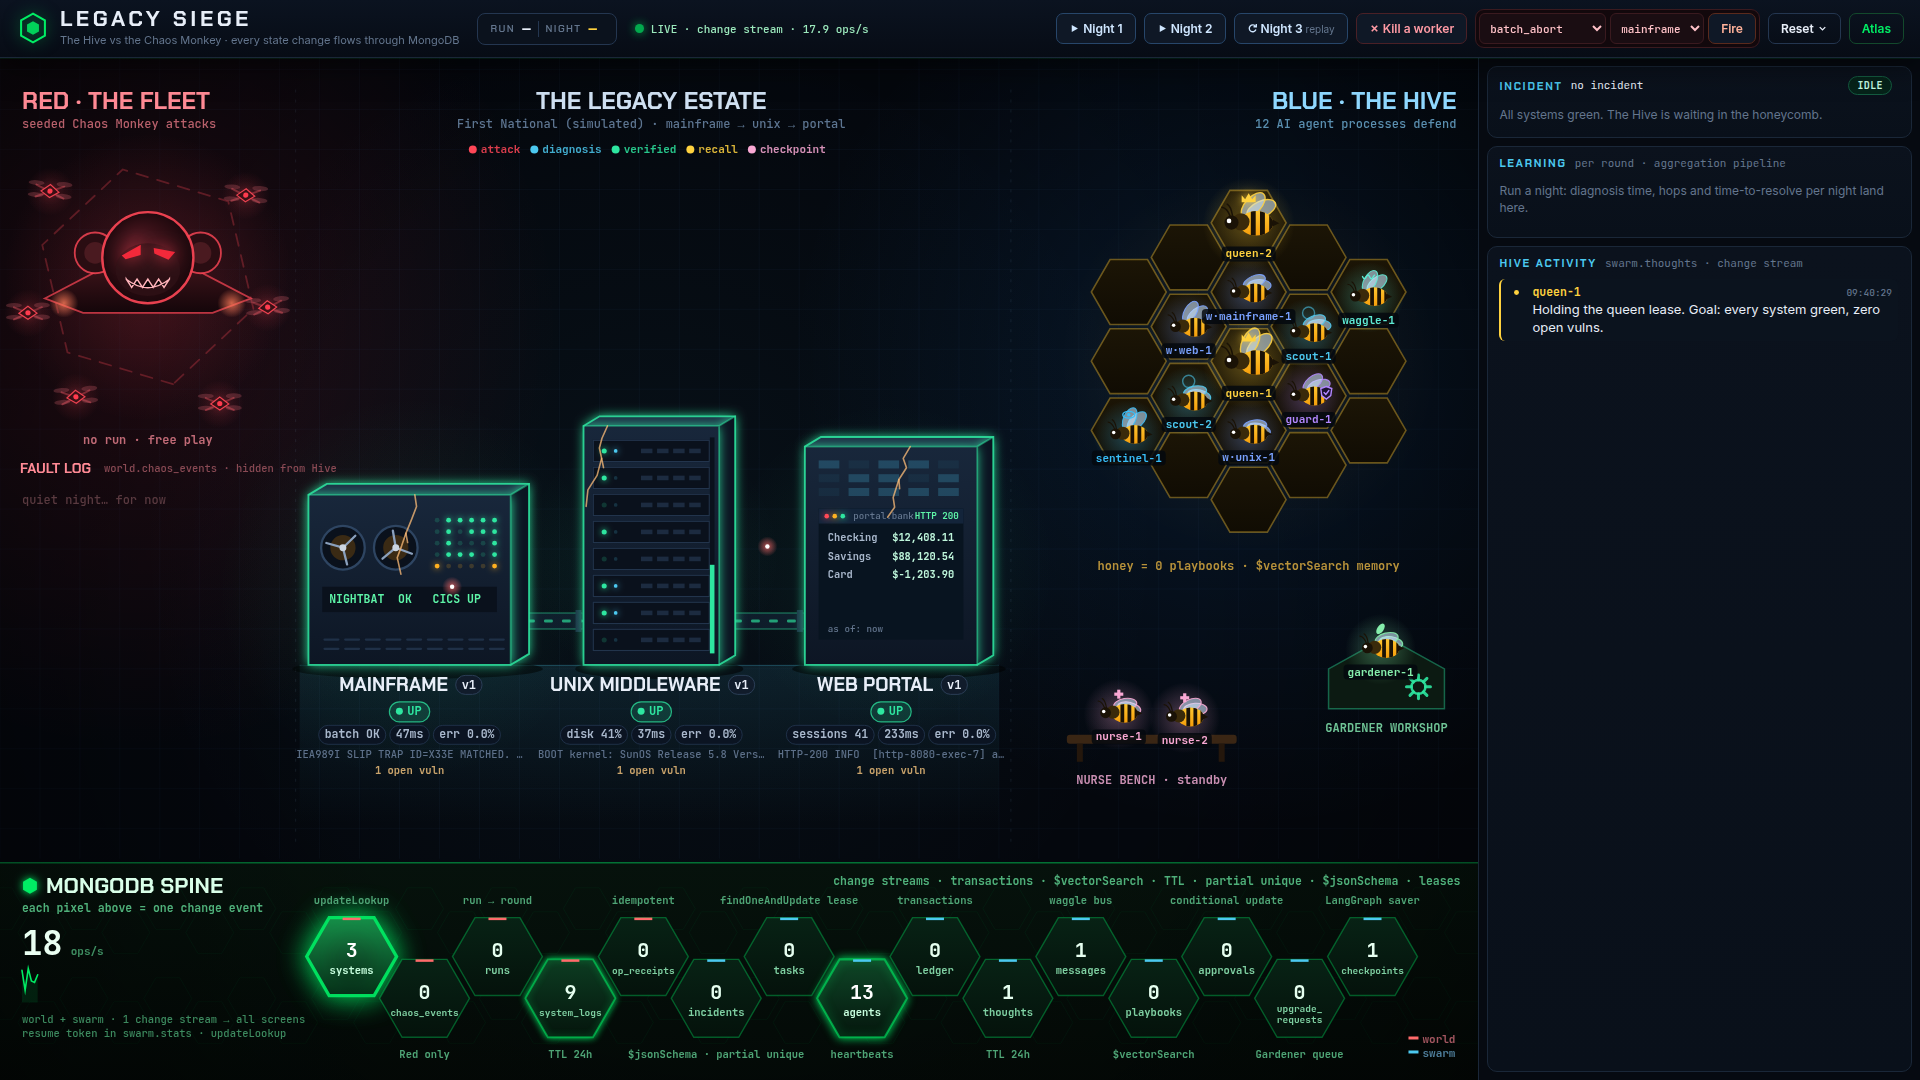 LEGACY SIEGE
The Hive vs the Chaos Monkey · every state change flows through MongoDB
RUN – NIGHT –
LIVE · change stream · 17.9 ops/s
Night 1
Night 2
Night 3 replay
× Kill a worker
batch_abort
mainframe
Fire
Reset
Atlas
RED · THE FLEET
seeded Chaos Monkey attacks
no run · free play
FAULT LOG world.chaos_events · hidden from Hive
quiet night… for now
THE LEGACY ESTATE
First National (simulated) · mainframe → unix → portal
attack diagnosis verified recall checkpoint
NIGHTBAT OK CICS UP
portal.bank HTTP 200
Checking $12,408.11
Savings $88,120.54
Card $-1,203.90
as of: now
MAINFRAME v1
UP
batch OK 47ms err 0.0%
IEA989I SLIP TRAP ID=X33E MATCHED. …
1 open vuln
UNIX MIDDLEWARE v1
UP
disk 41% 37ms err 0.0%
BOOT kernel: SunOS Release 5.8 Vers…
1 open vuln
WEB PORTAL v1
UP
sessions 41 233ms err 0.0%
HTTP-200 INFO [http-8080-exec-7] a…
1 open vuln
BLUE · THE HIVE
12 AI agent processes defend
queen-2
w·mainframe-1
waggle-1
w·web-1
scout-1
queen-1
guard-1
scout-2
sentinel-1
w·unix-1
honey = 0 playbooks · $vectorSearch memory
gardener-1
GARDENER WORKSHOP
nurse-1
nurse-2
NURSE BENCH · standby
INCIDENT no incident
IDLE
All systems green. The Hive is waiting in the honeycomb.
LEARNING per round · aggregation pipeline
Run a night: diagnosis time, hops and time-to-resolve per night land
here.
HIVE ACTIVITY swarm.thoughts · change stream
queen-1 09:40:29
Holding the queen lease. Goal: every system green, zero
open vulns.
MONGODB SPINE
each pixel above = one change event
18 ops/s
world + swarm · 1 change stream → all screens
resume token in swarm.stats · updateLookup
change streams · transactions · $vectorSearch · TTL · partial unique · $jsonSchema · leases
updateLookup
3
systems
0
chaos_events
Red only
run → round
0
runs
9
system_logs
TTL 24h
idempotent
0
op_receipts
0
incidents
$jsonSchema · partial unique
findOneAndUpdate lease
0
tasks
13
agents
heartbeats
transactions
0
ledger
1
thoughts
TTL 24h
waggle bus
1
messages
0
playbooks
$vectorSearch
conditional update
0
approvals
0
upgrade_
requests
Gardener queue
LangGraph saver
1
checkpoints
world
swarm